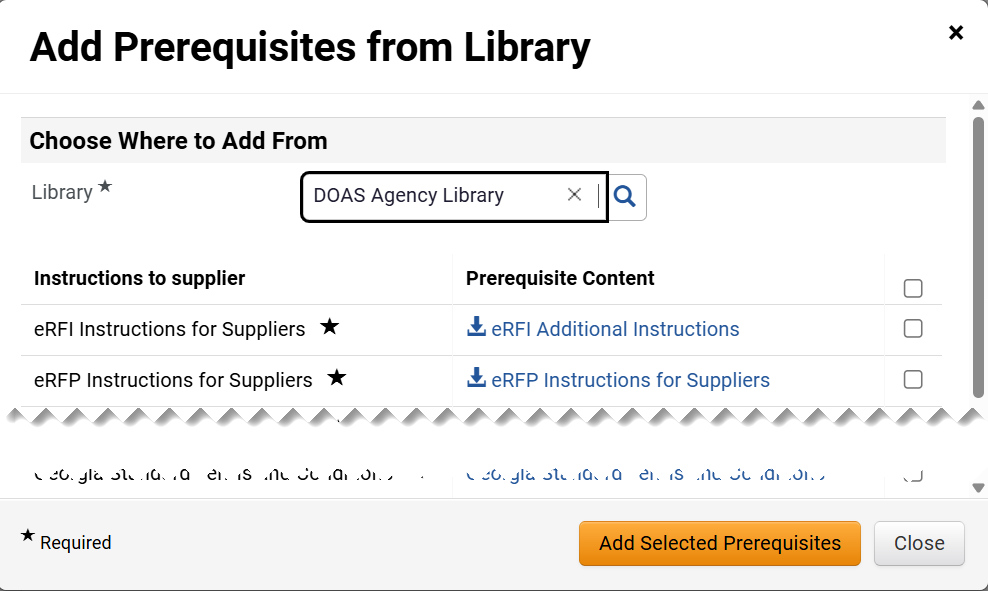 Add Prerequisites from Library
Choose Where to Add From
Library ★
DOAS Agency Library
Instructions to supplier Prerequisite Content
eRFI Instructions for Suppliers ★ eRFI Additional Instructions
eRFP Instructions for Suppliers ★ eRFP Instructions for Suppliers
★ Required
Add Selected Prerequisites Close